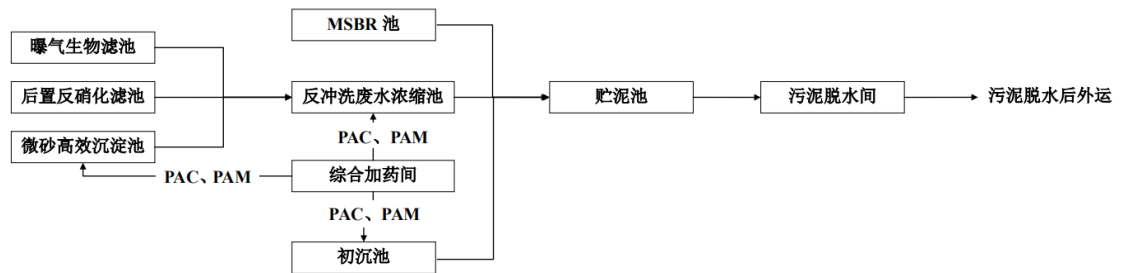 MSBR 池
曝气生物滤池
后置反硝化滤池
反冲洗废水浓缩池
贮泥池
污泥脱水间
污泥脱水后外运
微砂高效沉淀池
PAC、PAM
PAC、PAM
综合加药间
PAC、PAM
初沉池